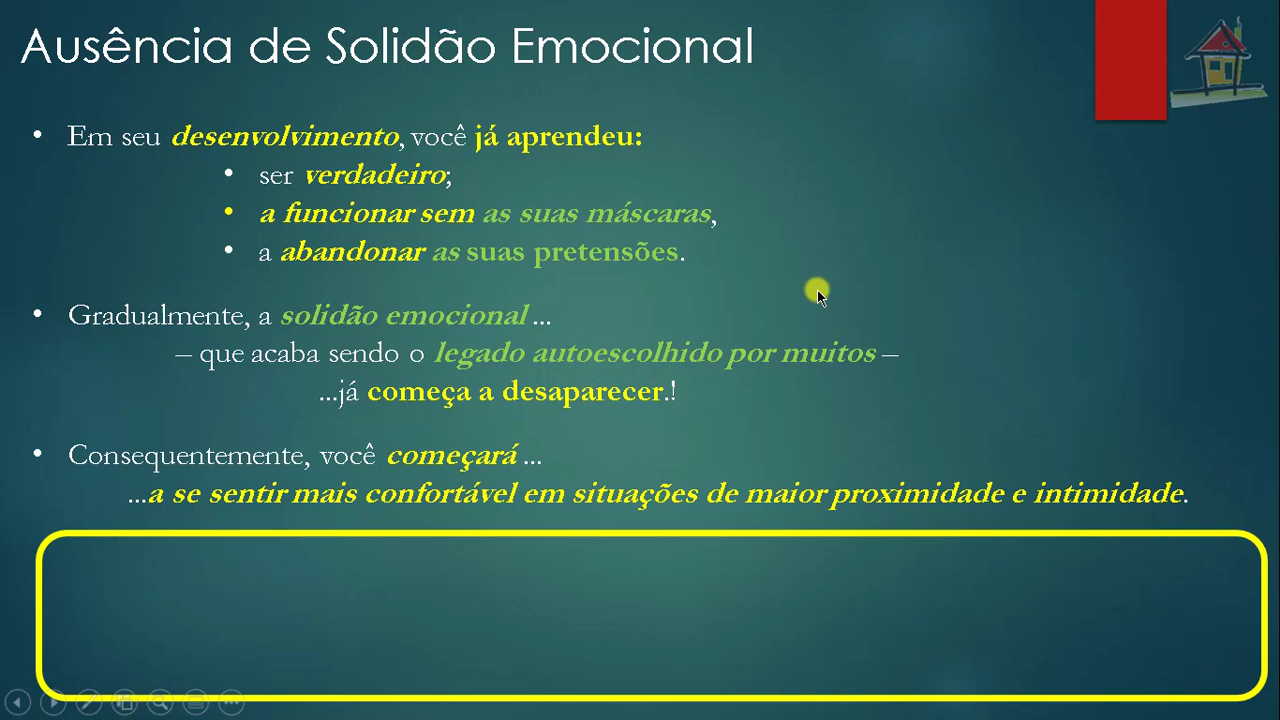 Ausência de Solidão Emocional
• Em seu desenvolvimento, você já aprendeu:
• ser verdadeiro;
• a funcionar sem as suas máscaras,
• a abandonar as suas pretensões.
• Gradualmente, a solidão emocional ...
– que acaba sendo o legado autoescolhido por muitos –
...já começa a desaparecer.!
• Consequentemente, você começará ...
...a se sentir mais confortável em situações de maior proximidade e intimidade.